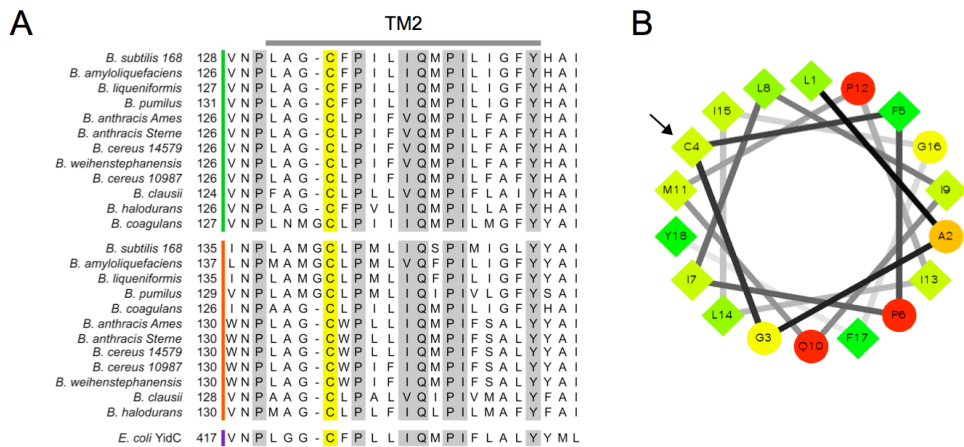 A
B
TM2
B. subtilis 168 128 V N P L A G - C F P I L I Q M P I L I G F Y H A I
B. amyloliquefaciens 126 V N P L A G - C F P I L I Q M P I L I G F Y H A I
B. liqueniformis 127 V N P L A G - C F P I L I Q M P I L I G F Y H A I
B. pumilus 131 V N P L A G - C F P I L I Q M P I L I G F Y H A I
B. anthracis Ames 126 V N P L A G - C L P I F V Q M P I L F A F Y H A I
B. anthracis Sterne 126 V N P L A G - C L P I F V Q M P I L F A F Y H A I
B. cereus 14579 126 V N P L A G - C L P I F V Q M P I L F A F Y H A I
B. weihenstephanensis 126 V N P L A G - C L P I F V Q M P I L F A F Y H A I
B. cereus 10987 126 V N P L A G - C L P I F V Q M P I L F A F Y H A I
B. clausii 124 V N P F A G - C L P L L V Q M P I F L A I Y H A I
B. halodurans 126 V N P L A G - C F P V L I Q M P I L L A F Y H A I
B. coagulans 127 V N P L N M G C L P I I I Q M P I L M G F Y H A I
B. subtilis 168 135 I N P L A M G C L P M L I Q S P I M I G L Y Y A I
B. amyloliquefaciens 137 L N P M A M G C L P M L V Q F P I L I G F Y Y A I
B. liqueniformis 135 I N P L A M G C L P M L I Q F P I L I G F Y Y A I
B. pumilus 129 V N P L A M G C L P M L I Q I P I V L G F Y S A I
B. coagulans 126 I N P A A G - C L P I L I Q M P I L I G F Y H A I
B. anthracis Ames 130 W N P L A G - C W P L L I Q M P I F S A L Y Y A I
B. anthracis Sterne 130 W N P L A G - C W P L L I Q M P I F S A L Y Y A I
B. cereus 14579 130 W N P L A G - C W P L L I Q M P I F S A L Y Y A I
B. cereus 10987 130 W N P L A G - C W P I F I Q M P I F S A L Y Y A I
B. weihenstephanensis 130 W N P L A G - C W P I F I Q M P I F S A L Y Y A I
B. clausii 128 V N P A A G - C L P A L V Q I P I V M A L Y F A I
B. halodurans 130 V N P M A G - C L P L F I Q L P I L M A L Y F A I
E. coli YidC 417 V N P L G G - C F P L L I Q M P I F L A L Y Y M L
L1
P12
L8
F5
I15
G16
C4
M11
I9
Y18
A2
I7
I13
L14
P6
G3
Q10
F17